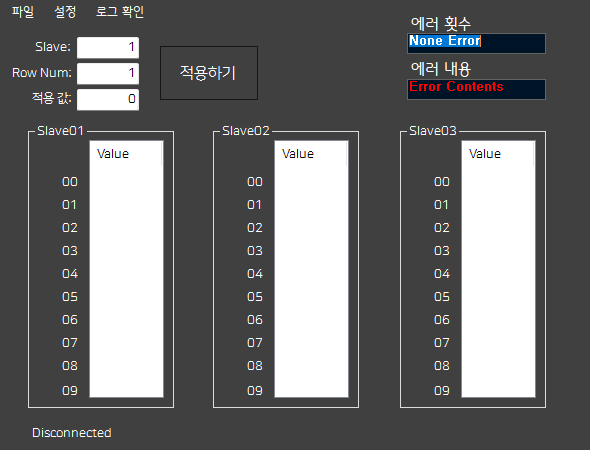 파일 설정 로그 확인
Slave: 1
Row Num: 1
적용 값: 0
적용하기
에러 횟수
None Error
에러 내용
Error Contents
Slave01
Value
00
01
02
03
04
05
06
07
08
09
Slave02
Value
00
01
02
03
04
05
06
07
08
09
Slave03
Value
00
01
02
03
04
05
06
07
08
09
Disconnected